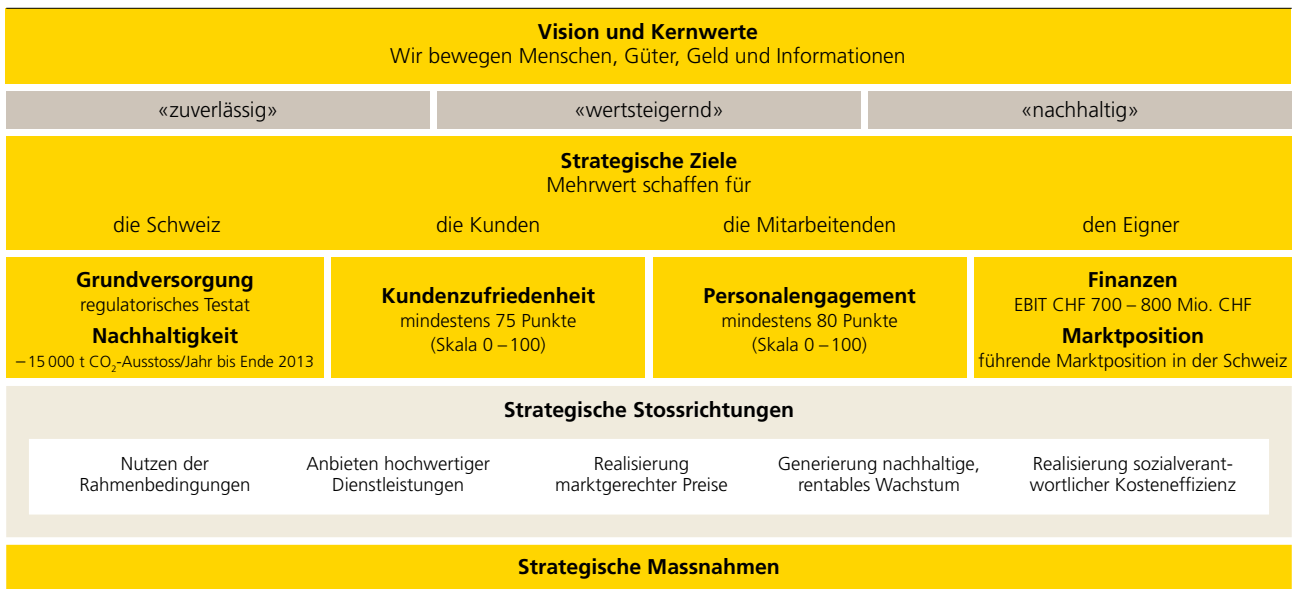 Vision und Kernwerte
Wir bewegen Menschen, Güter, Geld und Informationen
«zuverlässig»
«wertsteigernd»
«nachhaltig»
Strategische Ziele
Mehrwert schaffen für
die Schweiz
die Kunden
die Mitarbeitenden
den Eigner
Grundversorgung
regulatorisches Testat
Nachhaltigkeit
–15 000 t CO₂-Ausstoss/Jahr bis Ende 2013
Kundenzufriedenheit
mindestens 75 Punkte
(Skala 0–100)
Personalengagement
mindestens 80 Punkte
(Skala 0–100)
Finanzen
EBIT CHF 700 – 800 Mio. CHF
Marktposition
führende Marktposition in der Schweiz
Strategische Stossrichtungen
Nutzen der
Rahmenbedingungen
Anbieten hochwertiger
Dienstleistungen
Realisierung
marktgerechter Preise
Generierung nachhaltige,
rentables Wachstum
Realisierung sozialverant-
wortlicher Kosteneffizienz
Strategische Massnahmen